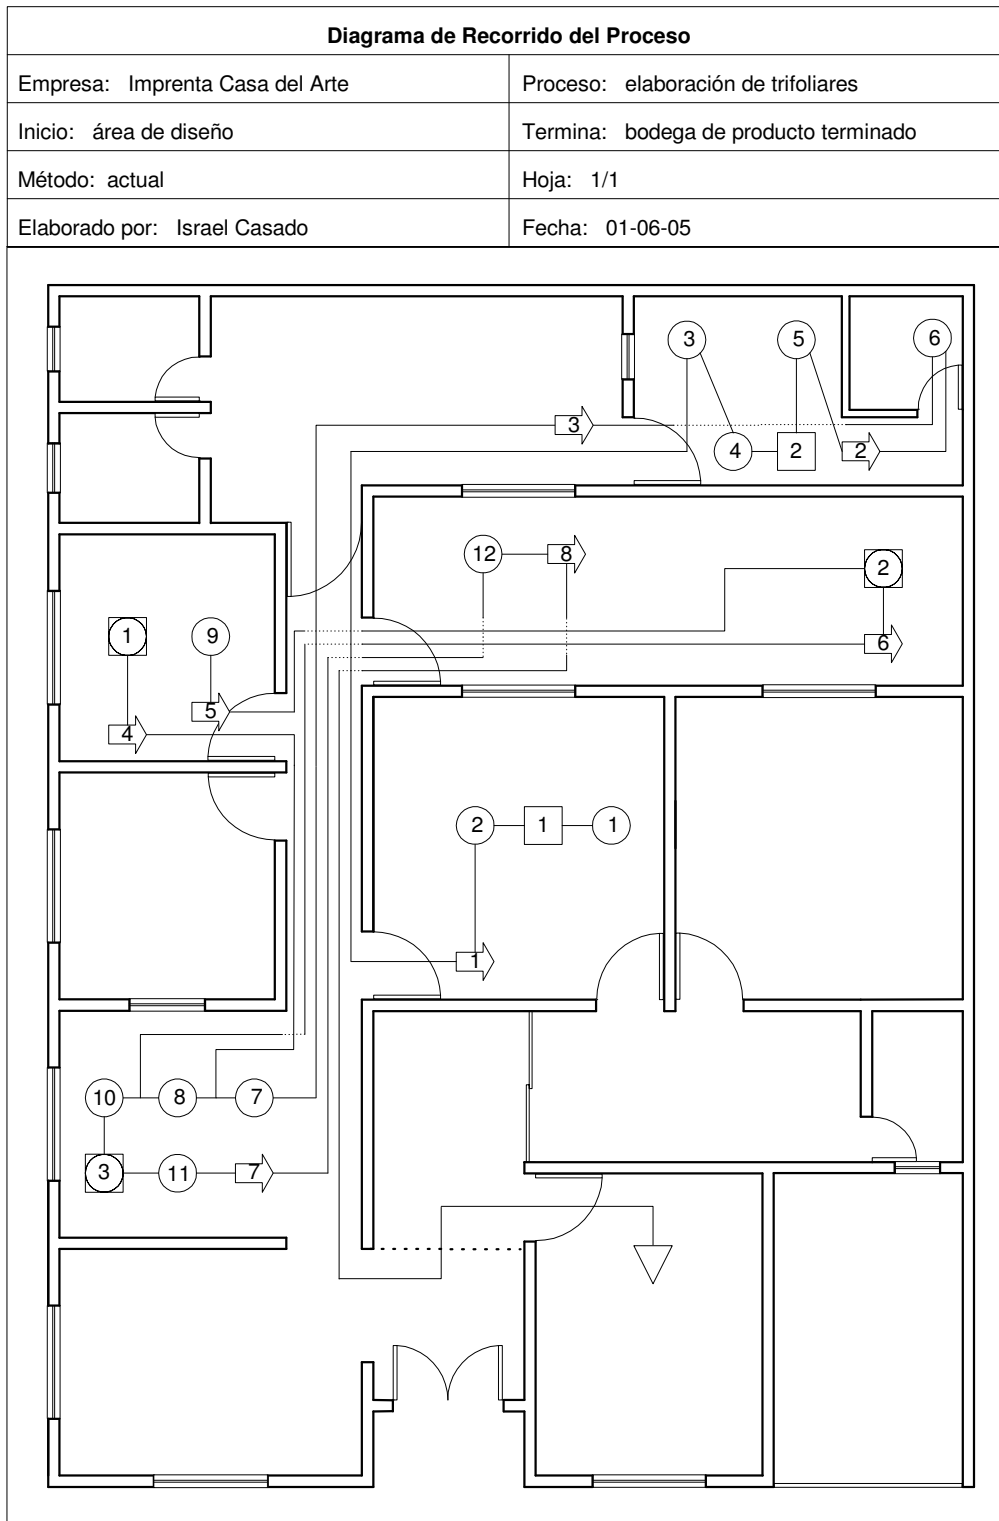 Diagrama de Recorrido del Proceso
Empresa: Imprenta Casa del Arte
Proceso: elaboración de trifoliares
Inicio: área de diseño
Termina: bodega de producto terminado
Método: actual
Hoja: 1/1
Elaborado por: Israel Casado
Fecha: 01-06-05
3 5 6
3
4 2 2
12 8
2
1 9
6
5
4
2 1 1
1
10 8 7
3 11 7